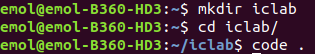 emol@emol-B360-HD3:~$ mkdir iclab
emol@emol-B360-HD3:~$ cd iclab/
emol@emol-B360-HD3:~/iclab$ code .